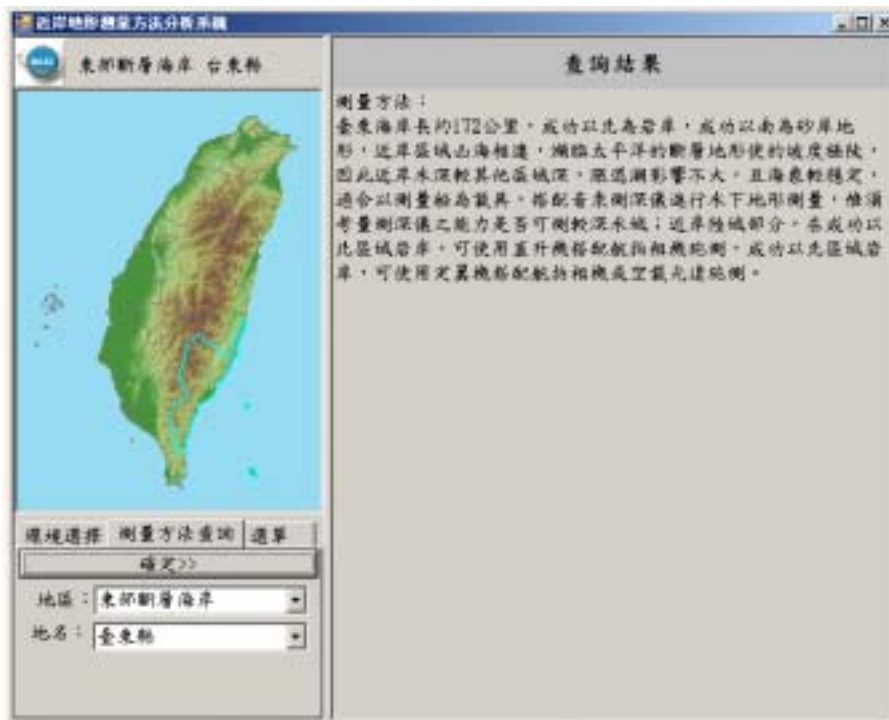 近岸地形測量方法分析系統
東部斷層海岸 台東縣
查詢結果
測量方法：
臺東海岸長約172公里，成功以北為岩岸，成功以南為砂岸地
形，近岸區域山海相連，瀕臨太平洋的斷層地形使的坡度極陡，
因此近岸水深較其他區域深，漲退潮影響不大，且海象較穩定，
適合以測量船為載具，搭配音束測深儀進行水下地形測量，惟須
考量測深儀之能力是否可測較深水域；近岸陸域部分，在成功以
北區域岩岸，可使用直升機搭配航拍相機施測，成功以北區域岩
岸，可使用定翼機搭配航拍相機或空載光達施測。
環境選擇 測量方法查詢 選單
確定>>
地區：東部斷層海岸
地名：臺東縣